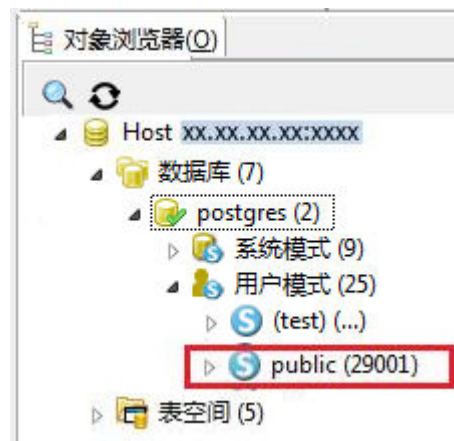 对象浏览器(O)
Host xx.xx.xx.xx:xxxx
数据库 (7)
postgres (2)
系统模式 (9)
用户模式 (25)
(test) (...)
public (29001)
表空间 (5)